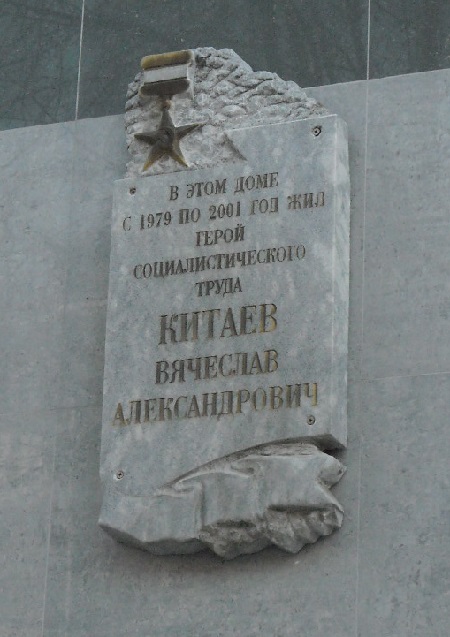 В ЭТОМ ДОМЕ
С 1979 ПО 2001 ГОД ЖИЛ
ГЕРОЙ
СОЦИАЛИСТИЧЕСКОГО
ТРУДА
КИТАЕВ
ВЯЧЕСЛАВ
АЛЕКСАНДРОВИЧ